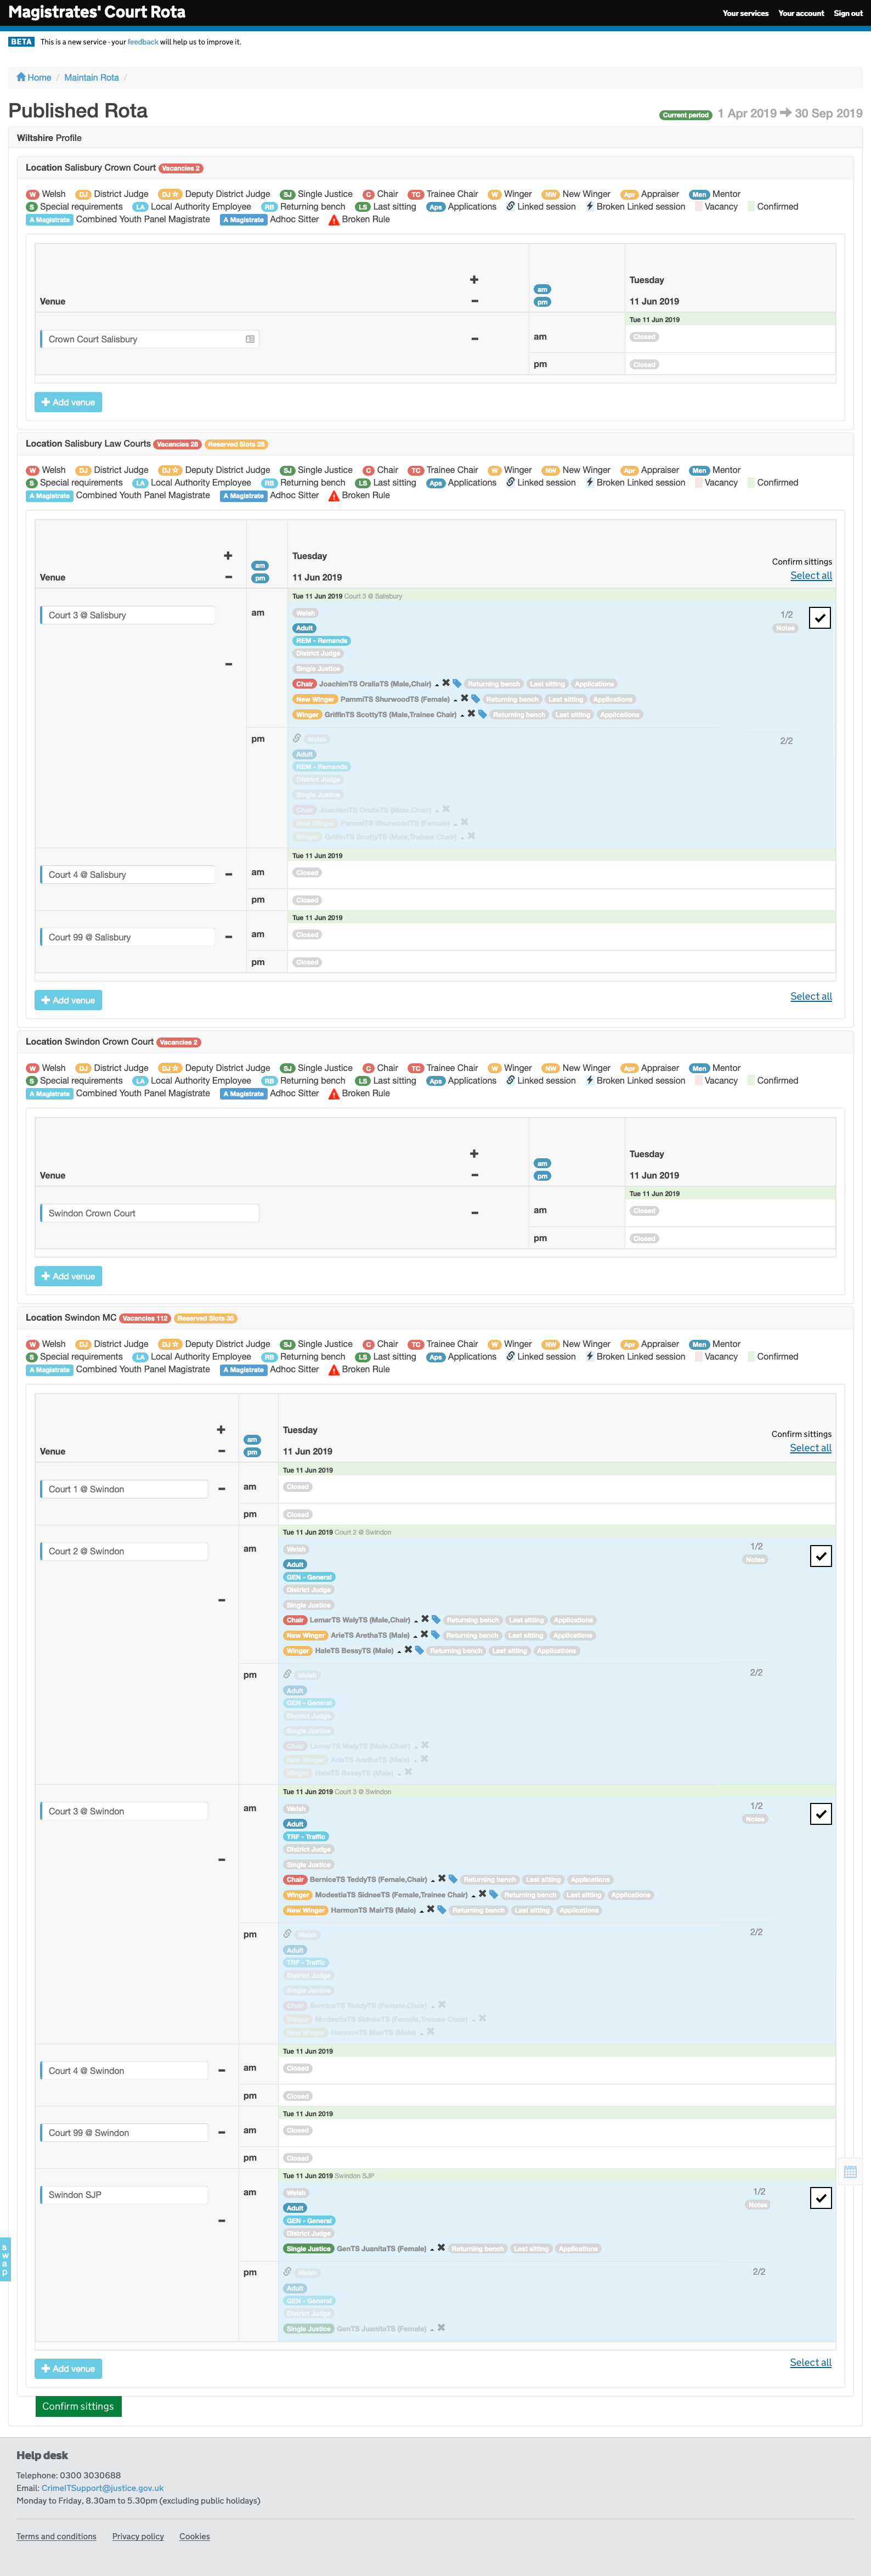 Magistrates' Court Rota
Your services Your account Sign out
BETA This is a new service - your feedback will help us to improve it.
Home / Maintain Rota /
Published Rota
Current period 1 Apr 2019 30 Sep 2019
Wiltshire Profile
Location Salisbury Crown Court Vacancies 2
W Welsh DJ District Judge DJ Deputy District Judge SJ Single Justice C Chair TC Trainee Chair W Winger NW New Winger Apr Appraiser Men Mentor
S Special requirements LA Local Authority Employee RB Returning bench LS Last sitting Aps Applications Linked session Broken Linked session Vacancy Confirmed
A Magistrate Combined Youth Panel Magistrate A Magistrate Adhoc Sitter Broken Rule
Tuesday
am
Venue pm 11 Jun 2019
Tue 11 Jun 2019
Crown Court Salisbury am Closed
pm Closed
Add venue
Location Salisbury Law Courts Vacancies 28 Reserved Slots 28
W Welsh DJ District Judge DJ Deputy District Judge SJ Single Justice C Chair TC Trainee Chair W Winger NW New Winger Apr Appraiser Men Mentor
S Special requirements LA Local Authority Employee RB Returning bench LS Last sitting Aps Applications Linked session Broken Linked session Vacancy Confirmed
A Magistrate Combined Youth Panel Magistrate A Magistrate Adhoc Sitter Broken Rule
Tuesday
am Confirm sittings
Venue pm 11 Jun 2019 Select all
Tue 11 Jun 2019 Court 3 @ Salisbury
Court 3 @ Salisbury am Welsh 1/2
Adult Notes
REM - Remands
District Judge
Single Justice
Chair JoachimTS OraliaTS (Male,Chair) Returning bench Last sitting Applications
New Winger PammiTS ShurwoodTS (Female) Returning bench Last sitting Applications
Winger GriffinTS ScottyTS (Male,Trainee Chair) Returning bench Last sitting Applications
pm Welsh 2/2
Adult
REM - Remands
District Judge
Single Justice
Chair JoachimTS OraliaTS (Male,Chair)
New Winger PammiTS ShurwoodTS (Female)
Winger GriffinTS ScottyTS (Male,Trainee Chair)
Tue 11 Jun 2019
Court 4 @ Salisbury am Closed
pm Closed
Tue 11 Jun 2019
Court 99 @ Salisbury am Closed
pm Closed
Add venue Select all
Location Swindon Crown Court Vacancies 2
W Welsh DJ District Judge DJ Deputy District Judge SJ Single Justice C Chair TC Trainee Chair W Winger NW New Winger Apr Appraiser Men Mentor
S Special requirements LA Local Authority Employee RB Returning bench LS Last sitting Aps Applications Linked session Broken Linked session Vacancy Confirmed
A Magistrate Combined Youth Panel Magistrate A Magistrate Adhoc Sitter Broken Rule
Tuesday
am
Venue pm 11 Jun 2019
Tue 11 Jun 2019
Swindon Crown Court am Closed
pm Closed
Add venue
Location Swindon MC Vacancies 112 Reserved Slots 35
W Welsh DJ District Judge DJ Deputy District Judge SJ Single Justice C Chair TC Trainee Chair W Winger NW New Winger Apr Appraiser Men Mentor
S Special requirements LA Local Authority Employee RB Returning bench LS Last sitting Aps Applications Linked session Broken Linked session Vacancy Confirmed
A Magistrate Combined Youth Panel Magistrate A Magistrate Adhoc Sitter Broken Rule
Tuesday
am Confirm sittings
Venue pm 11 Jun 2019 Select all
Tue 11 Jun 2019
Court 1 @ Swindon am Closed
pm Closed
Tue 11 Jun 2019 Court 2 @ Swindon
Court 2 @ Swindon am Welsh 1/2
Adult Notes
GEN - General
District Judge
Single Justice
Chair LemarTS WalyTS (Male,Chair) Returning bench Last sitting Applications
New Winger ArieTS ArethaTS (Male) Returning bench Last sitting Applications
Winger HaleTS BessyTS (Male) Returning bench Last sitting Applications
pm Welsh 2/2
Adult
GEN - General
District Judge
Single Justice
Chair LemarTS WalyTS (Male,Chair)
New Winger ArieTS ArethaTS (Male)
Winger HaleTS BessyTS (Male)
Tue 11 Jun 2019 Court 3 @ Swindon
Court 3 @ Swindon am Welsh 1/2
Adult Notes
TRF - Traffic
District Judge
Single Justice
Chair BerniceTS TeddyTS (Female,Chair) Returning bench Last sitting Applications
Winger ModestiaTS SidneeTS (Female,Trainee Chair) Returning bench Last sitting Applications
New Winger HarmonTS MairTS (Male) Returning bench Last sitting Applications
pm Welsh 2/2
Adult
TRF - Traffic
District Judge
Single Justice
Chair BerniceTS TeddyTS (Female,Chair)
Winger ModestiaTS SidneeTS (Female,Trainee Chair)
New Winger HarmonTS MairTS (Male)
Tue 11 Jun 2019
Court 4 @ Swindon am Closed
pm Closed
Tue 11 Jun 2019
Court 99 @ Swindon am Closed
pm Closed
Tue 11 Jun 2019 Swindon SJP
Swindon SJP am Welsh 1/2
Adult Notes
GEN - General
District Judge
Single Justice GenTS JuanitaTS (Female) Returning bench Last sitting Applications
swap
pm Welsh 2/2
Adult
GEN - General
District Judge
Single Justice GenTS JuanitaTS (Female)
Add venue Select all
Confirm sittings
Help desk
Telephone: 0300 3030688
Email: CrimeITSupport@justice.gov.uk
Monday to Friday, 8.30am to 5.30pm (excluding public holidays)
Terms and conditions Privacy policy Cookies